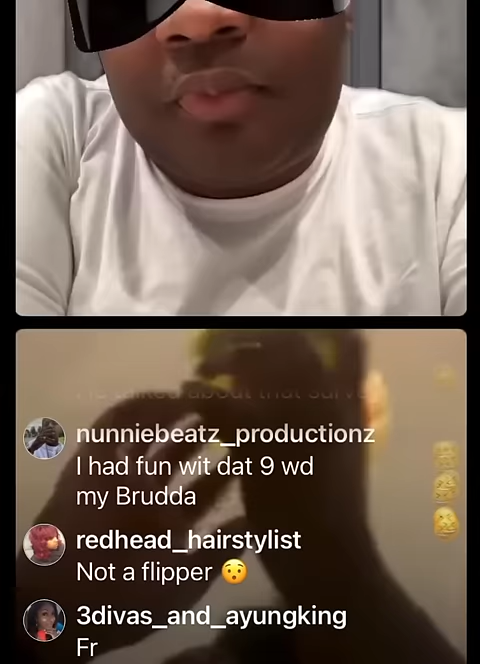 nunniebeatz_productionz
I had fun wit dat 9 wd
my Brudda
redhead_hairstylist
Not a flipper 😯
3divas_and_ayungking
Fr